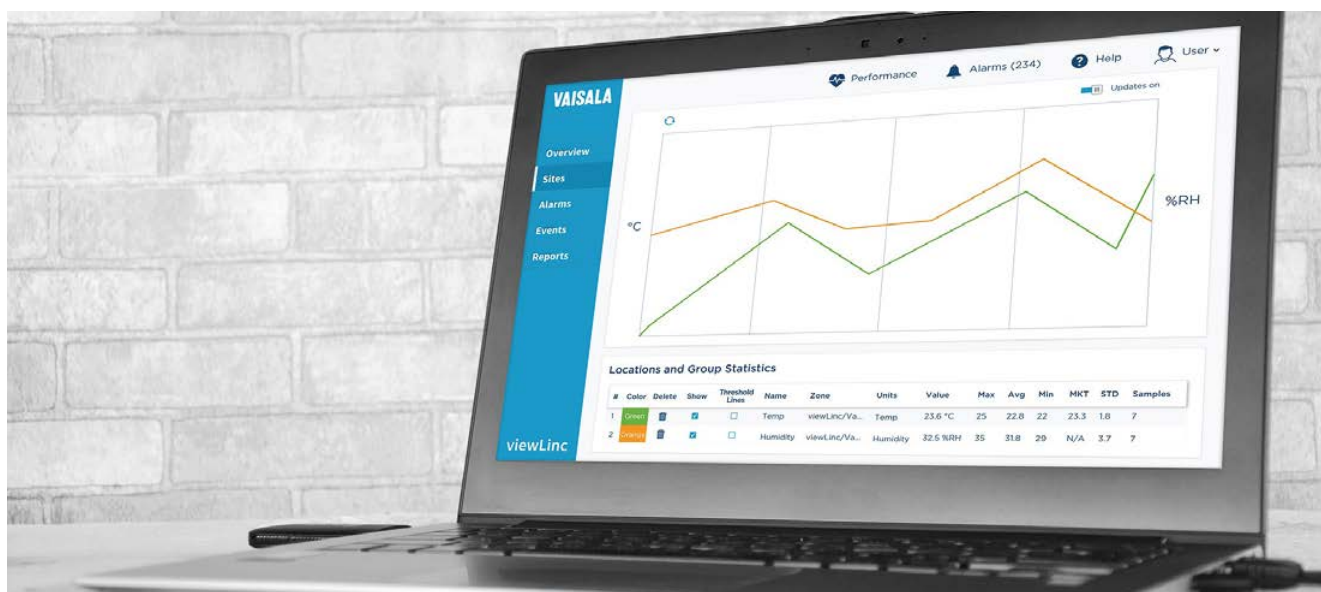 VAISALA
Performance
Alarms (234)
Help
User
Updates on
Overview
Sites
Alarms
Events
Reports
°C
%RH
Locations and Group Statistics
# Color Delete Show Threshold Lines Name Zone Units Value Max Avg Min MKT STD Samples
1 Green Temp viewLinc/Va... Temp 23.6 °C 25 22.8 22 23.3 1.8 7
2 Orange Humidity viewLinc/Va... Humidity 32.5 %RH 35 31.8 29 N/A 3.7 7
viewLinc